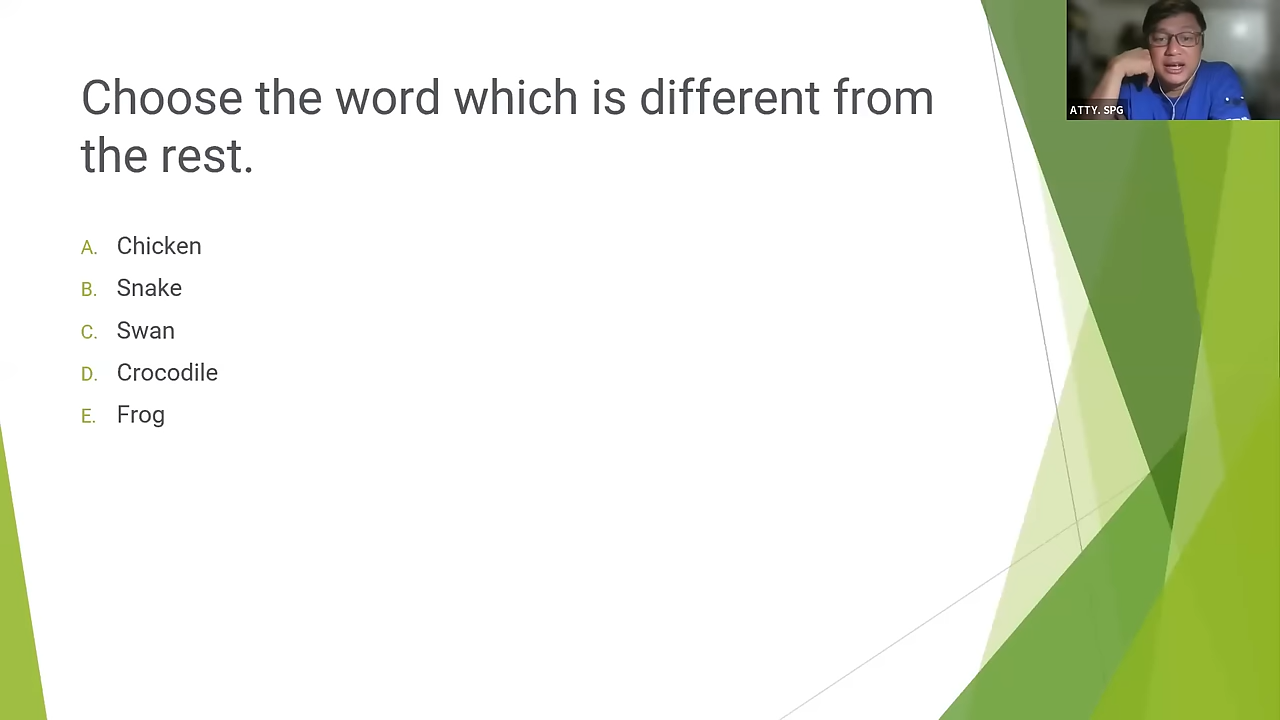 Choose the word which is different from
the rest.
A. Chicken
B. Snake
C. Swan
D. Crocodile
E. Frog
ATTY. SPG